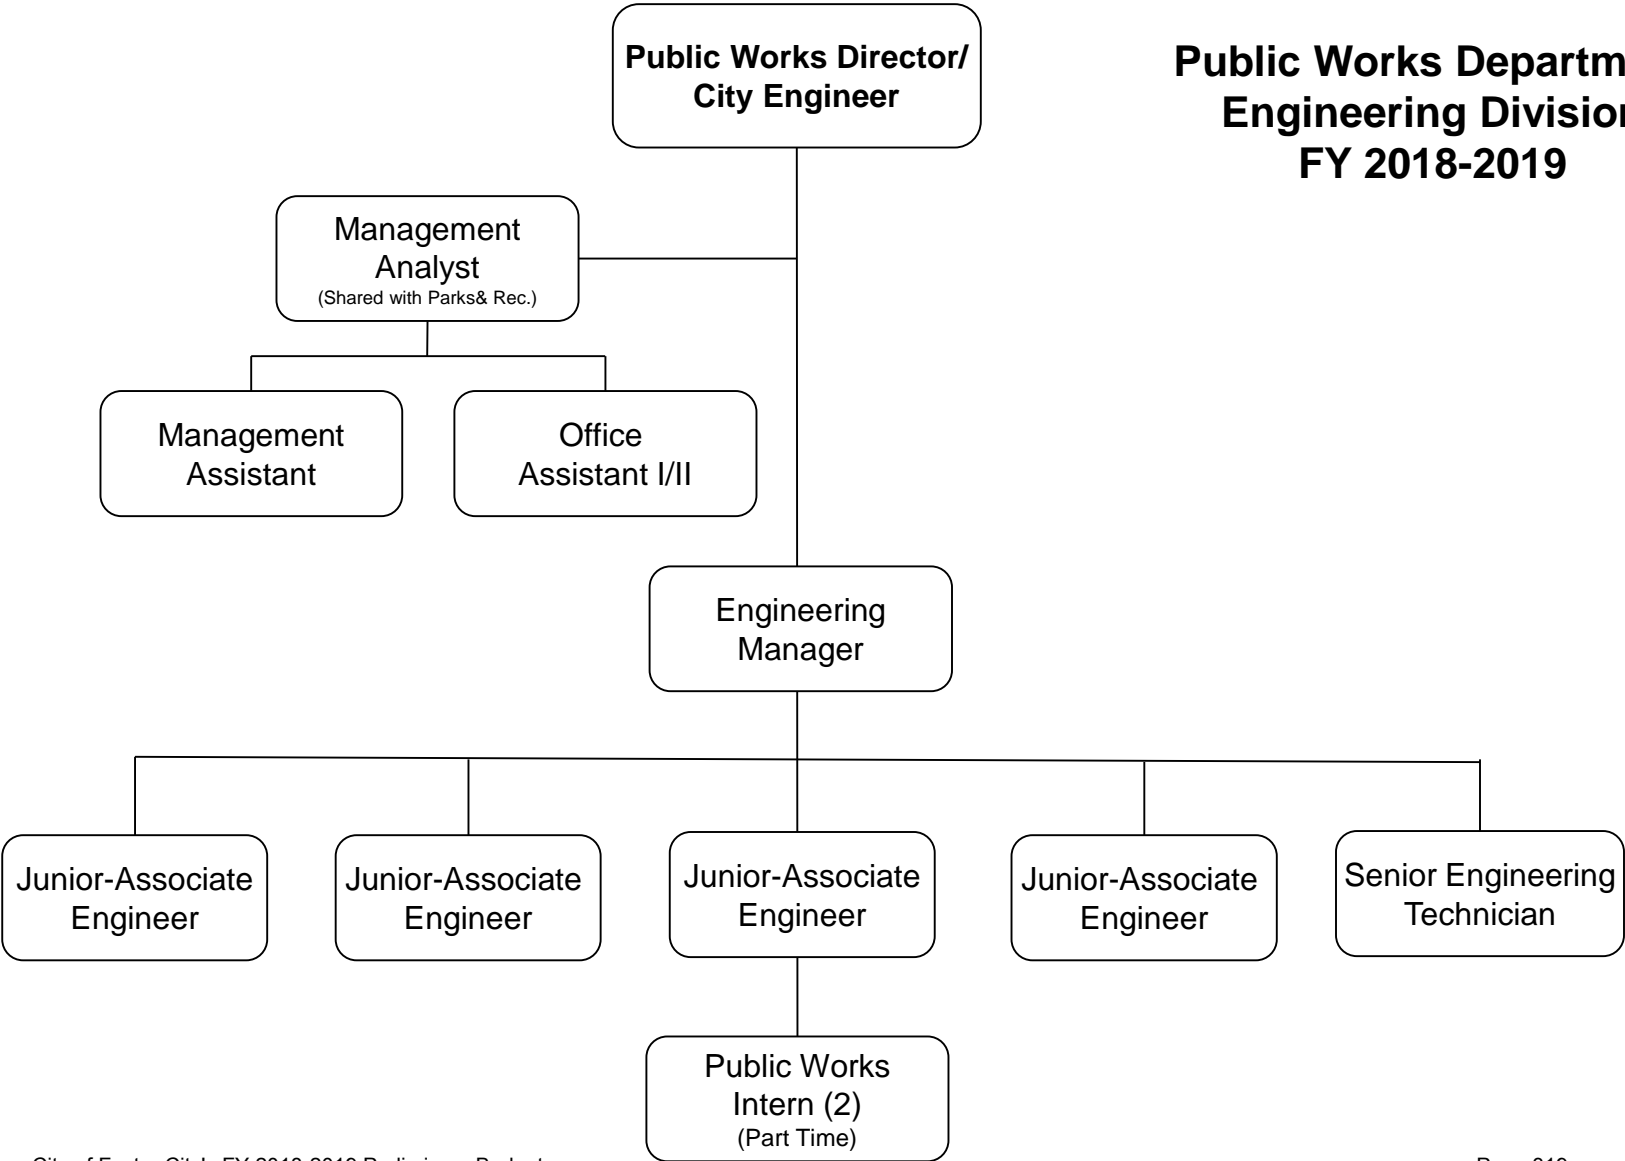 Public Works Director/
City Engineer
Public Works Departm
Engineering Division
FY 2018-2019
Management
Analyst
(Shared with Parks& Rec.)
Management
Assistant
Office
Assistant I/II
Engineering
Manager
Junior-Associate
Engineer
Junior-Associate
Engineer
Junior-Associate
Engineer
Junior-Associate
Engineer
Senior Engineering
Technician
Public Works
Intern (2)
(Part Time)